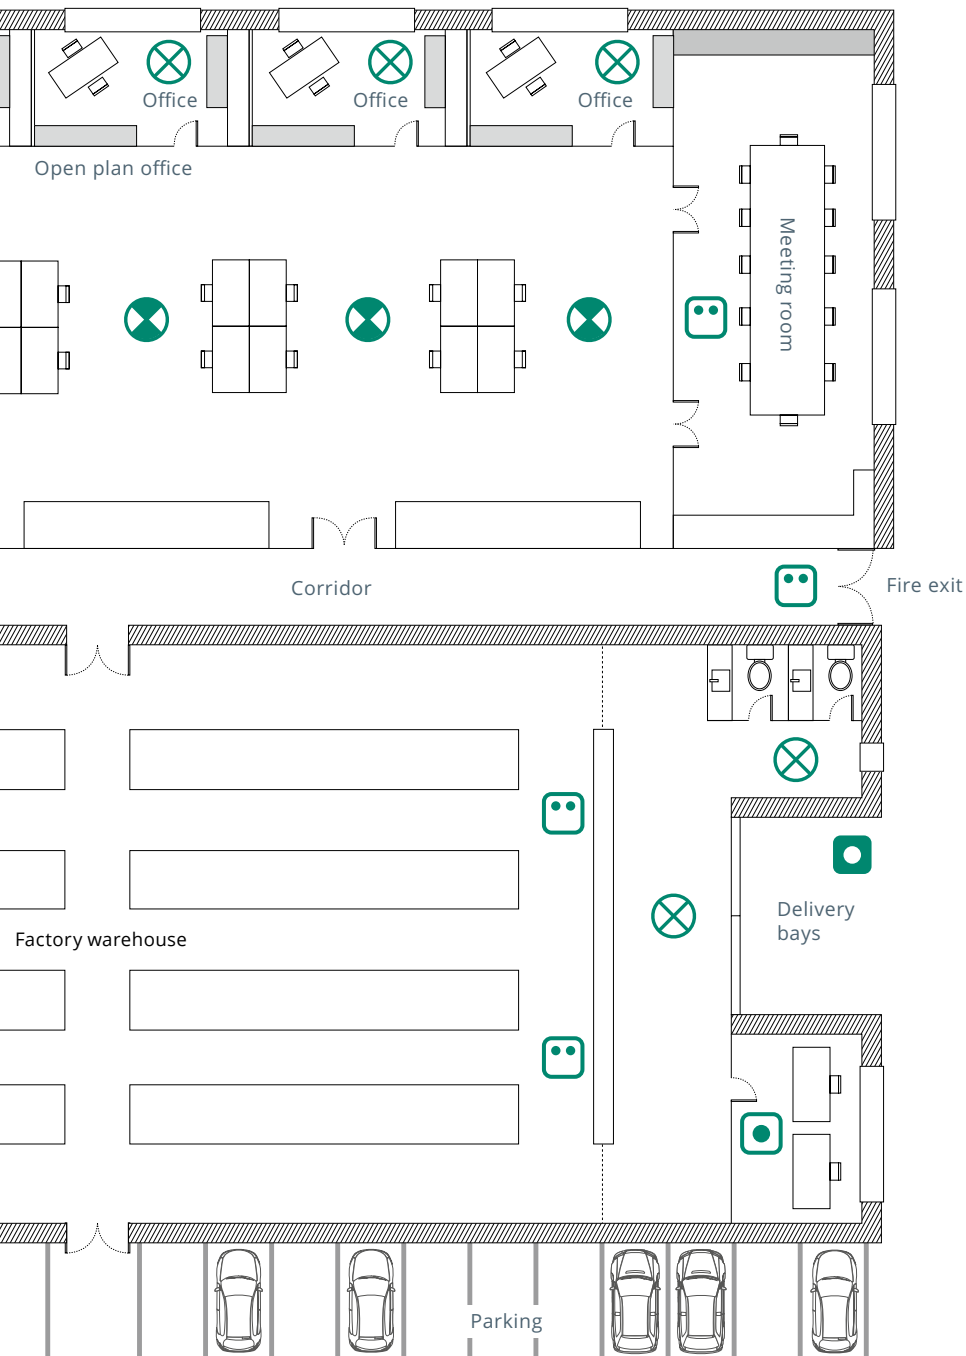 Office
Office
Office
Open plan office
Meeting room
Corridor
Fire exit
Delivery
bays
Factory warehouse
Parking